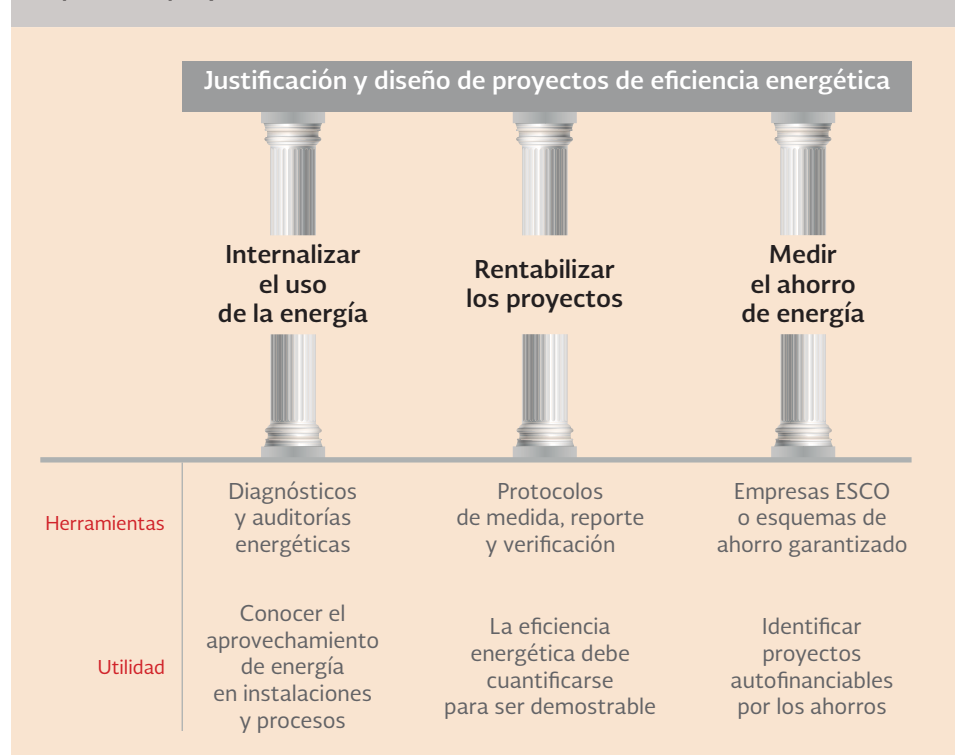 Justificación y diseño de proyectos de eficiencia energética
Internalizar
el uso
de la energía
Rentabilizar
los proyectos
Medir
el ahorro
de energía
Herramientas
Diagnósticos
y auditorías
energéticas
Protocolos
de medida, reporte
y verificación
Empresas ESCO
o esquemas de
ahorro garantizado
Utilidad
Conocer el
aprovechamiento
de energía
en instalaciones
y procesos
La eficiencia
energética debe
cuantificarse
para ser demostrable
Identificar
proyectos
autofinanciables
por los ahorros